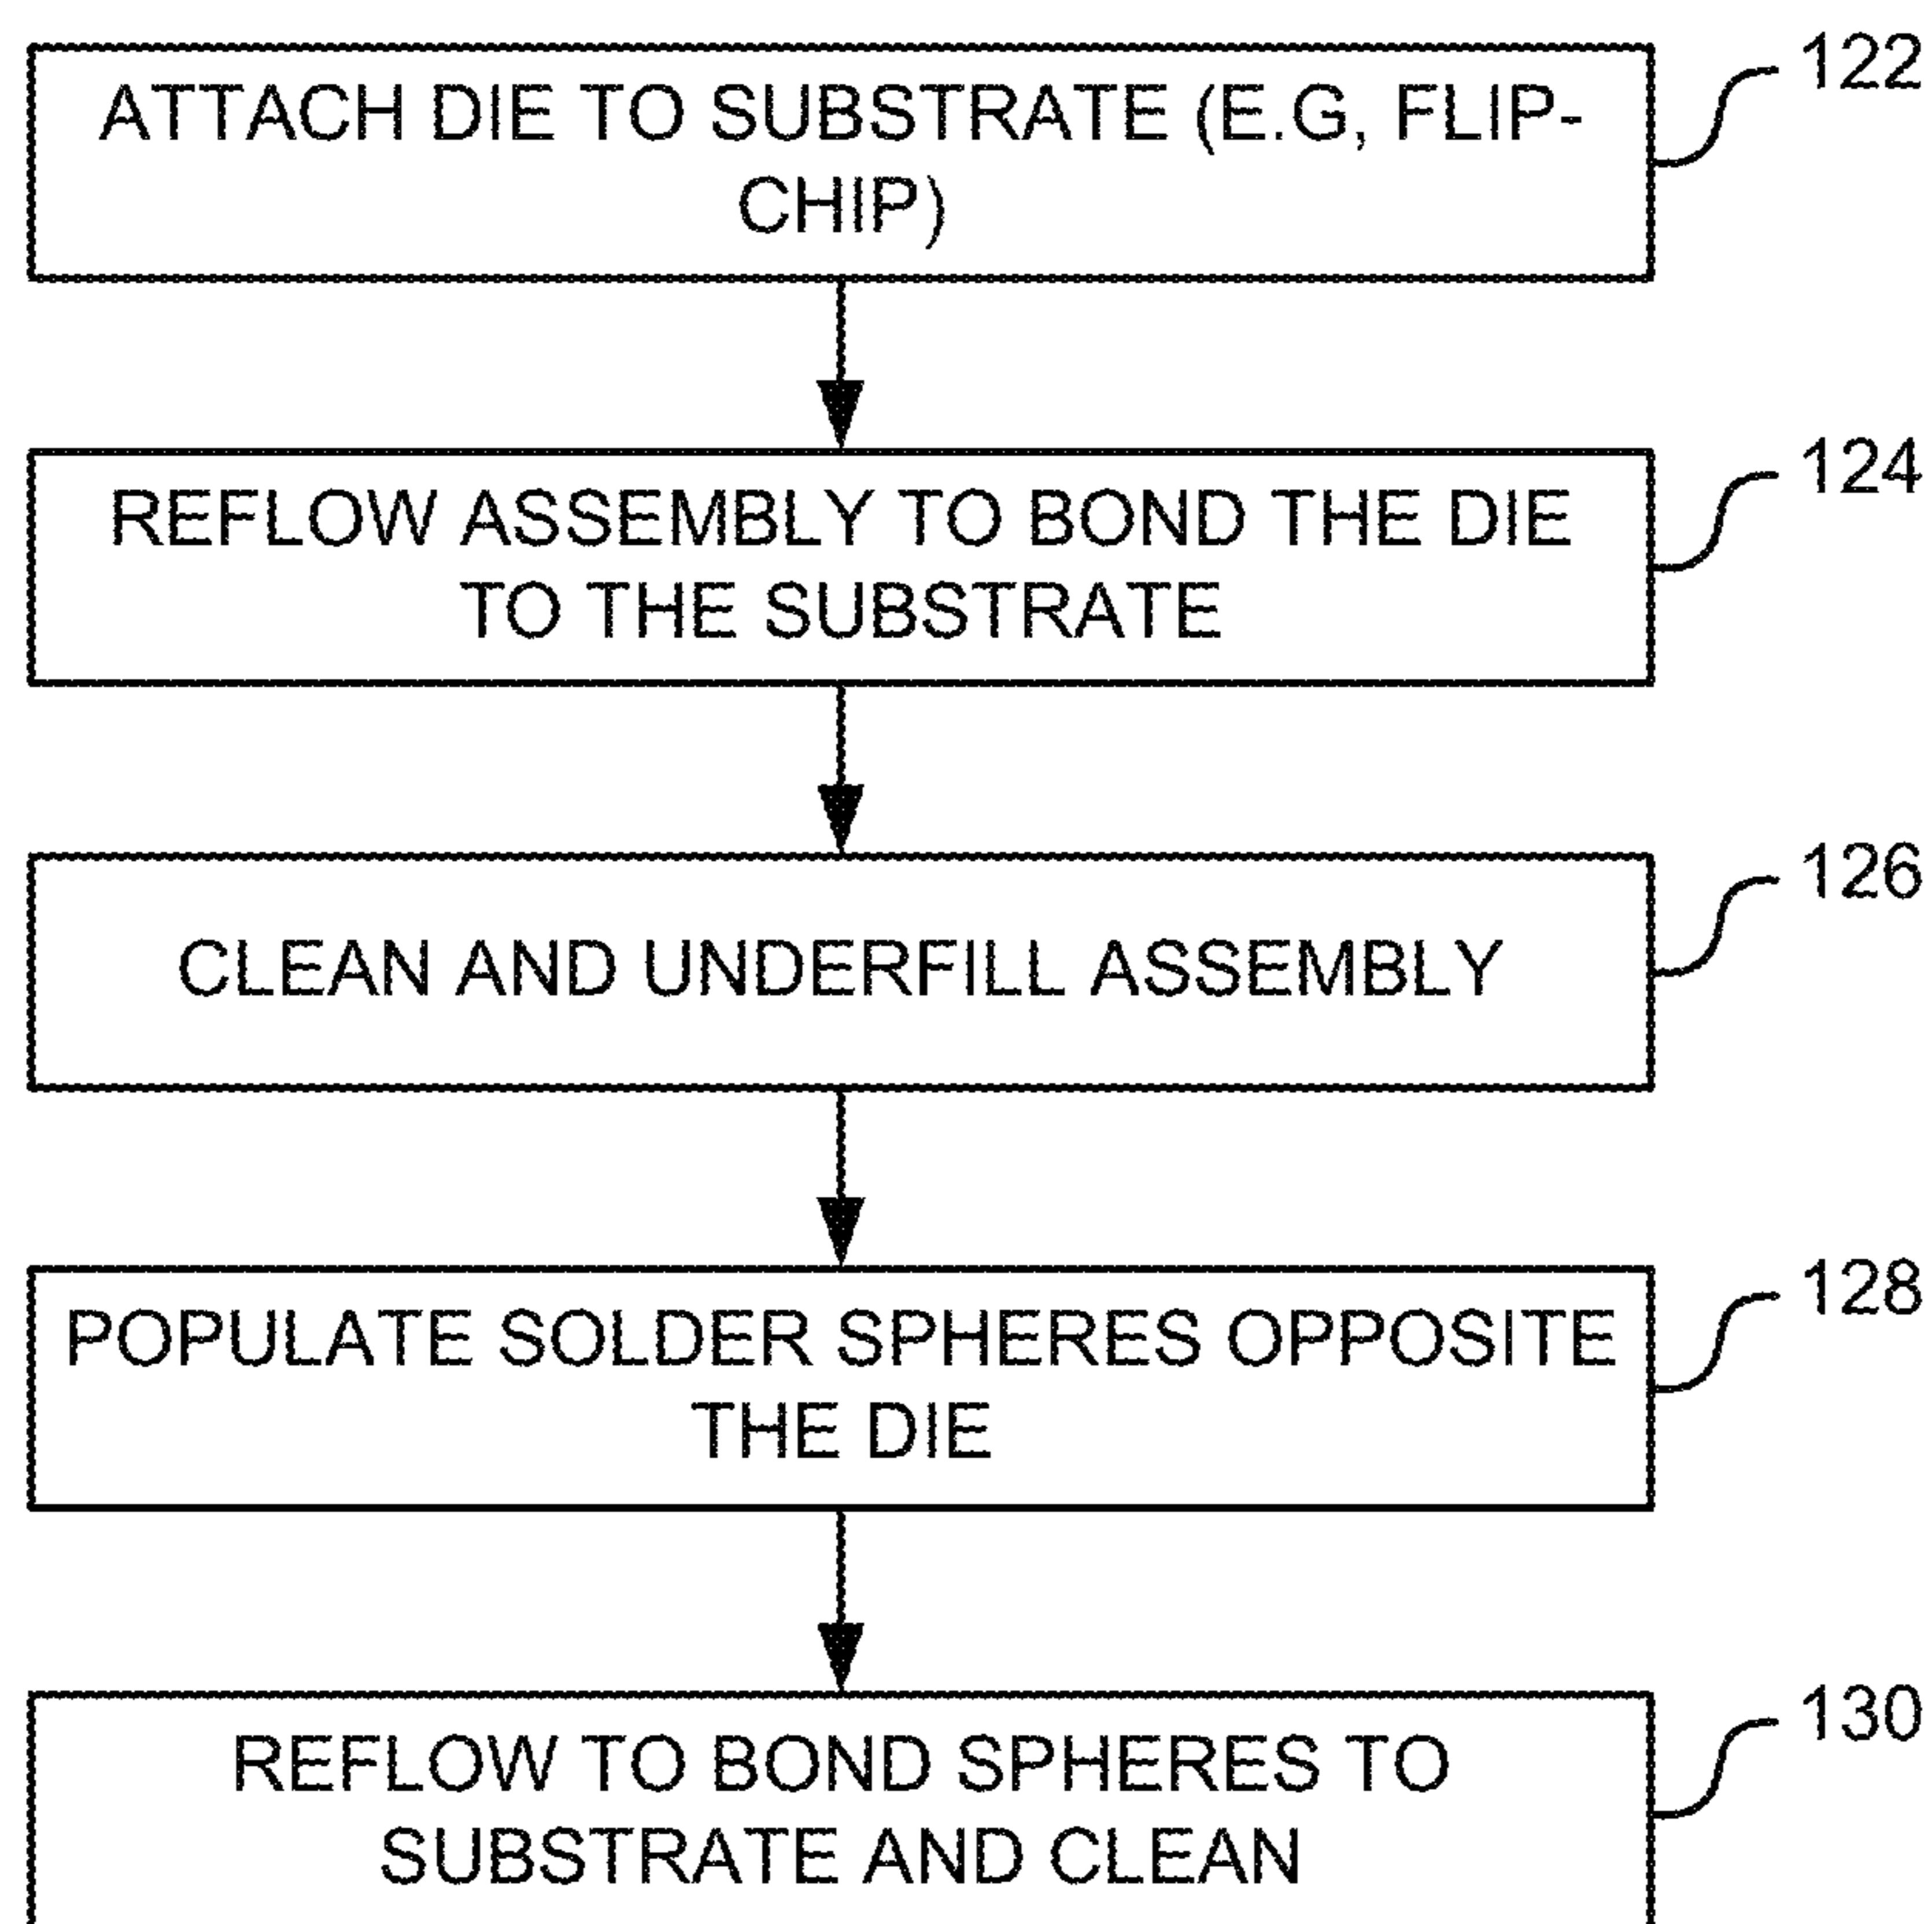 122
ATTACH DIE TO SUBSTRATE (E.G, FLIP-
CHIP)
124
REFLOW ASSEMBLY TO BOND THE DIE
TO THE SUBSTRATE
126
CLEAN AND UNDERFILL ASSEMBLY
128
POPULATE SOLDER SPHERES OPPOSITE
THE DIE
130
REFLOW TO BOND SPHERES TO
SUBSTRATE AND CLEAN